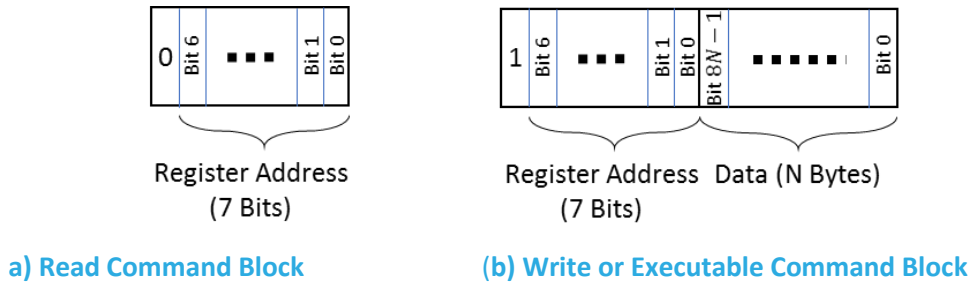 0 Bit 6 Bit 1 Bit 0
1 Bit 6 Bit 1 Bit 0 Bit 8N − 1 Bit 0
Register Address
(7 Bits)
Register Address Data (N Bytes)
(7 Bits)
a) Read Command Block
(b) Write or Executable Command Block